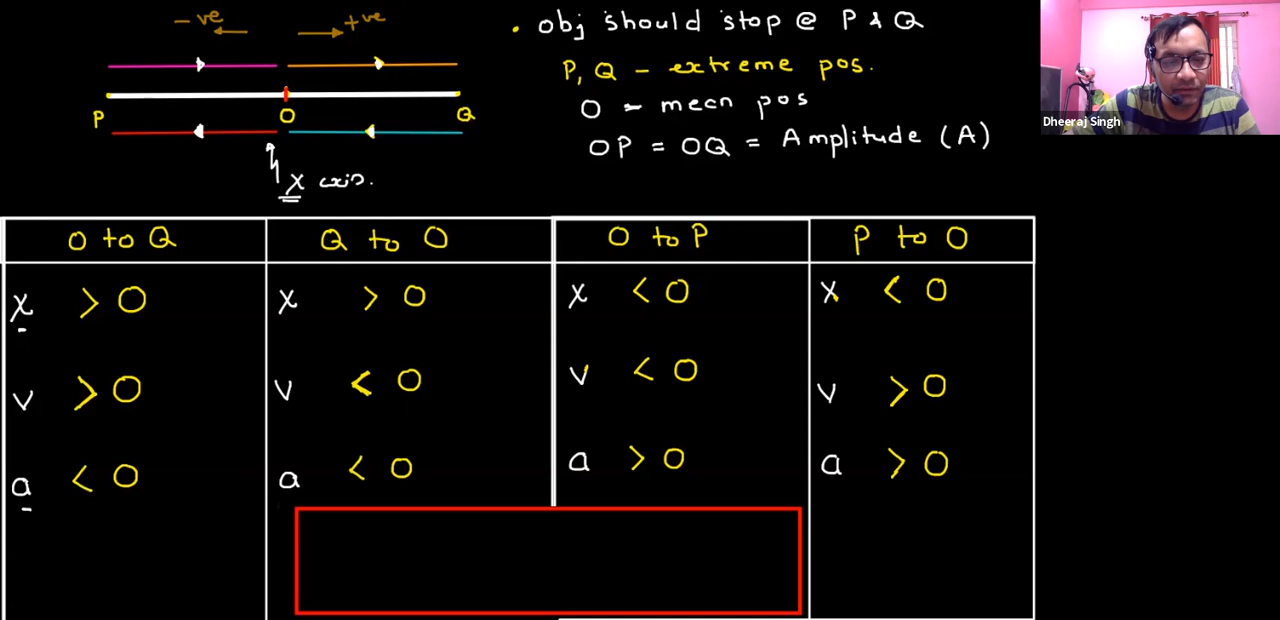 -ve +ve
• obj should stop @ P & Q
P, Q - extreme pos.
O - mean pos
OP = OQ = Amplitude (A)
P O Q
X axis.
Dheeraj Singh
O to Q Q to O O to P P to O
x > 0 x > 0 x < 0 x < 0
v > 0 v < 0 v < 0 v > 0
a < 0 a < 0 a > 0 a > 0